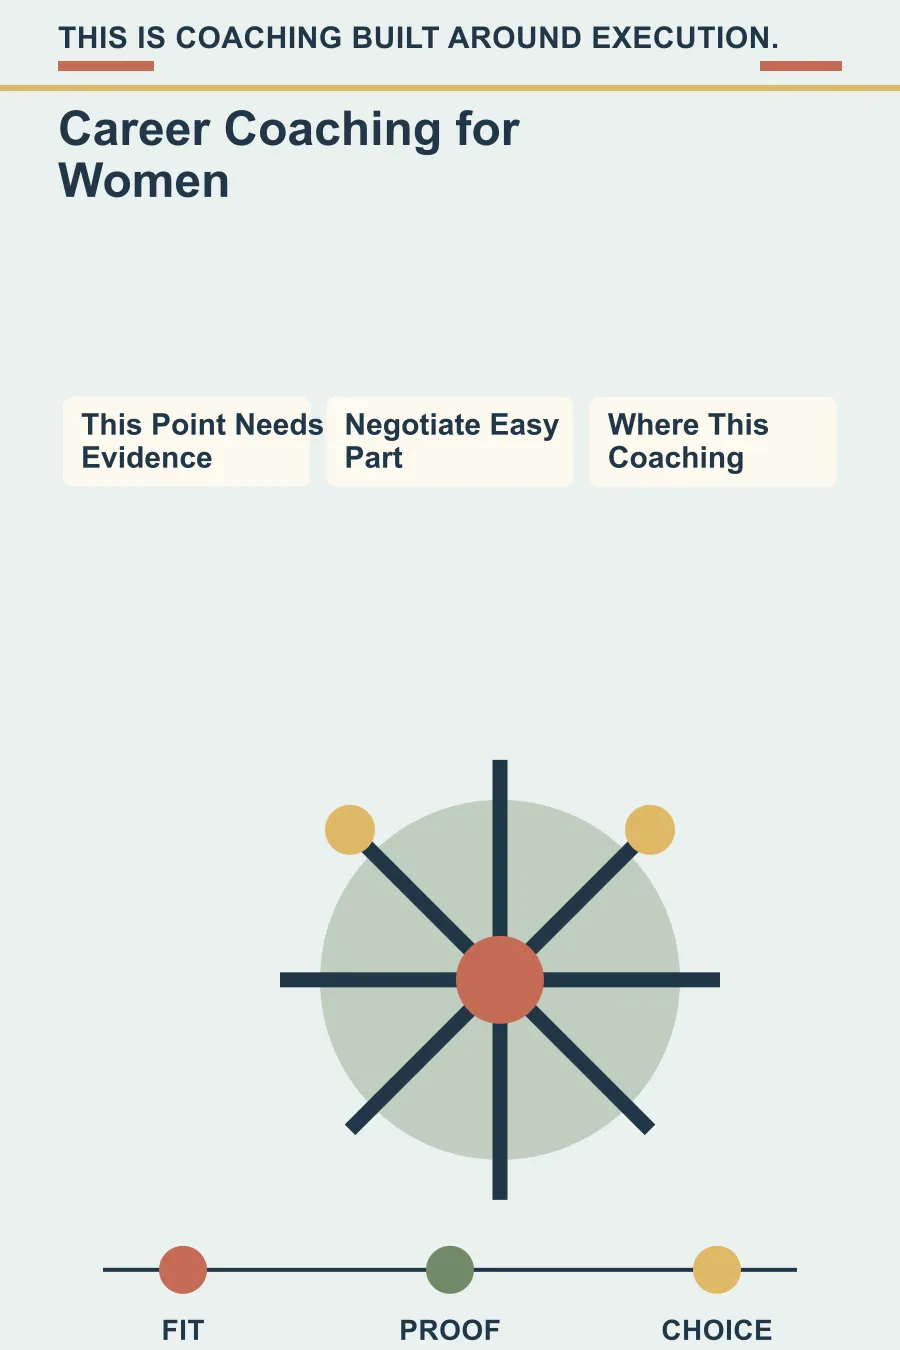 THIS IS COACHING BUILT AROUND EXECUTION.
Career Coaching for
Women
This Point Needs
Evidence
Negotiate Easy
Part
Where This
Coaching
FIT
PROOF
CHOICE